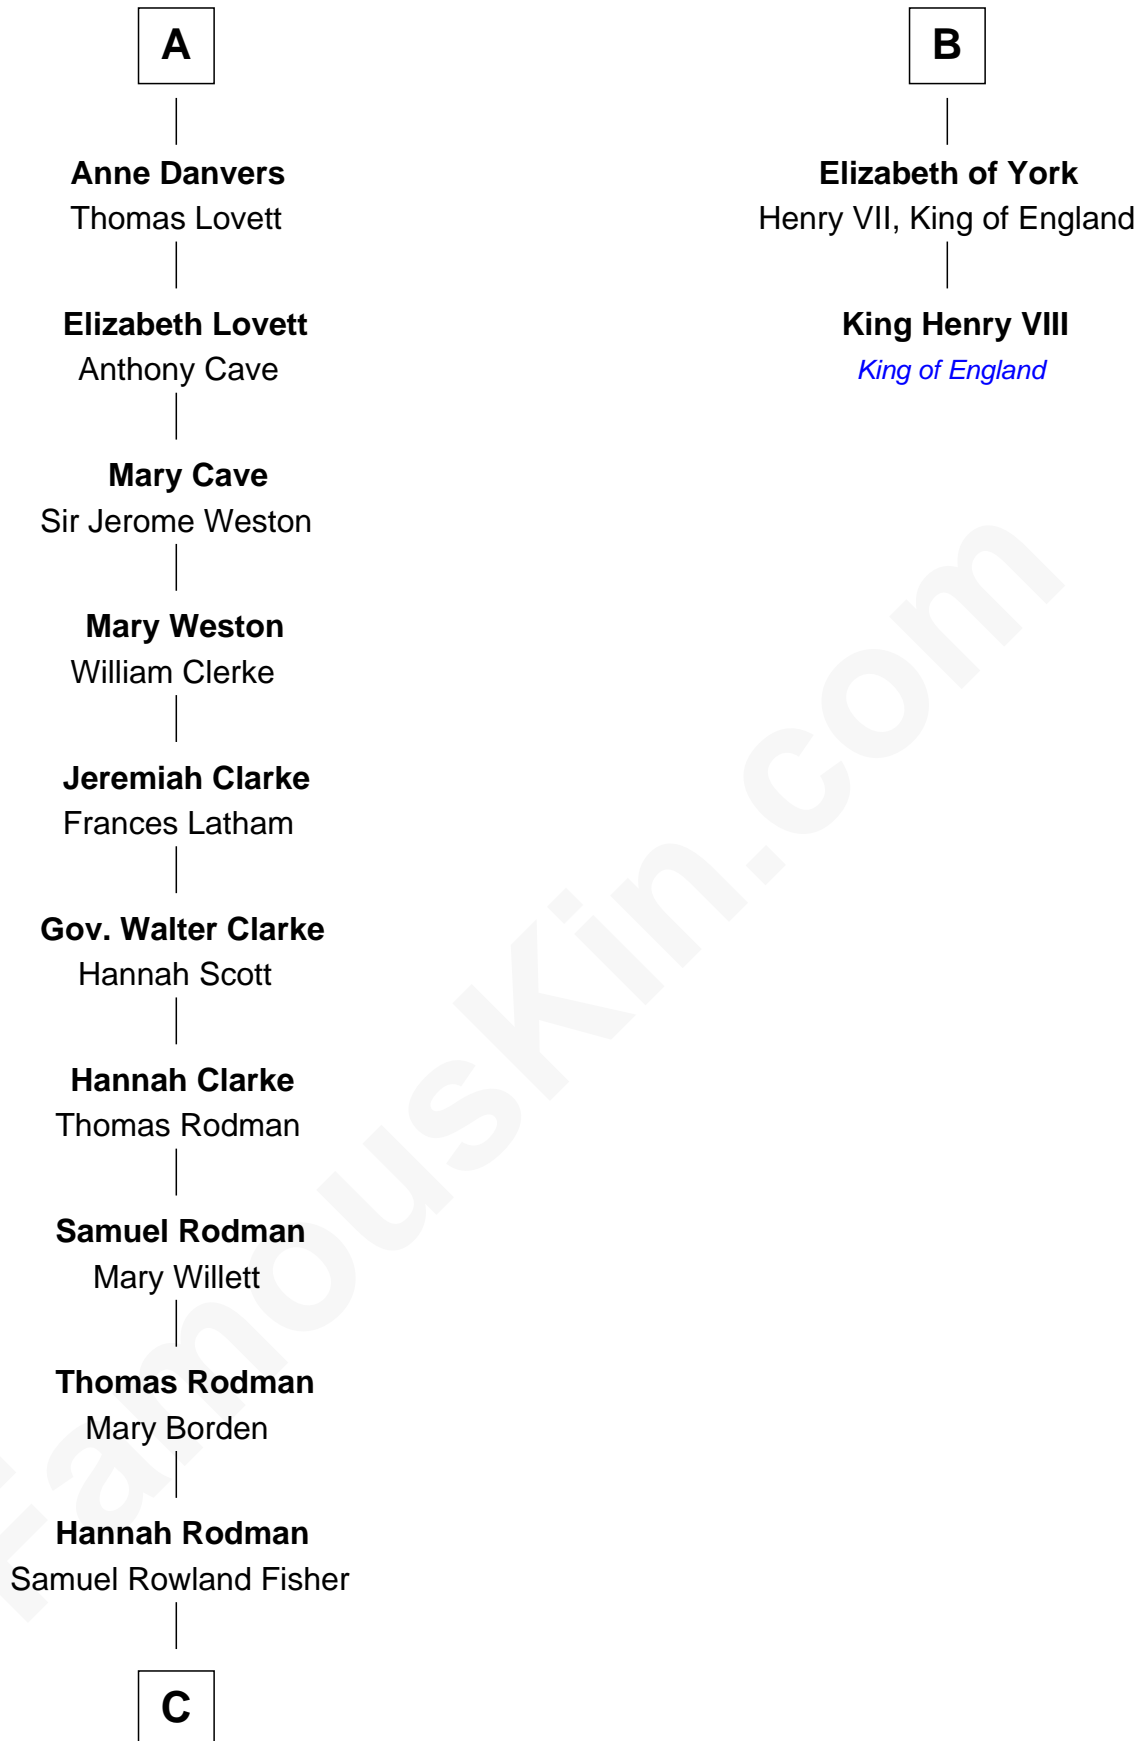 A
Anne Danvers
Thomas Lovett
Elizabeth Lovett
Anthony Cave
Mary Cave
Sir Jerome Weston
Mary Weston
William Clerke
Jeremiah Clarke
Frances Latham
Gov. Walter Clarke
Hannah Scott
Hannah Clarke
Thomas Rodman
Samuel Rodman
Mary Willett
Thomas Rodman
Mary Borden
Hannah Rodman
Samuel Rowland Fisher
C
B
Elizabeth of York
Henry VII, King of England
King Henry VIII
King of England
FamousKin.com